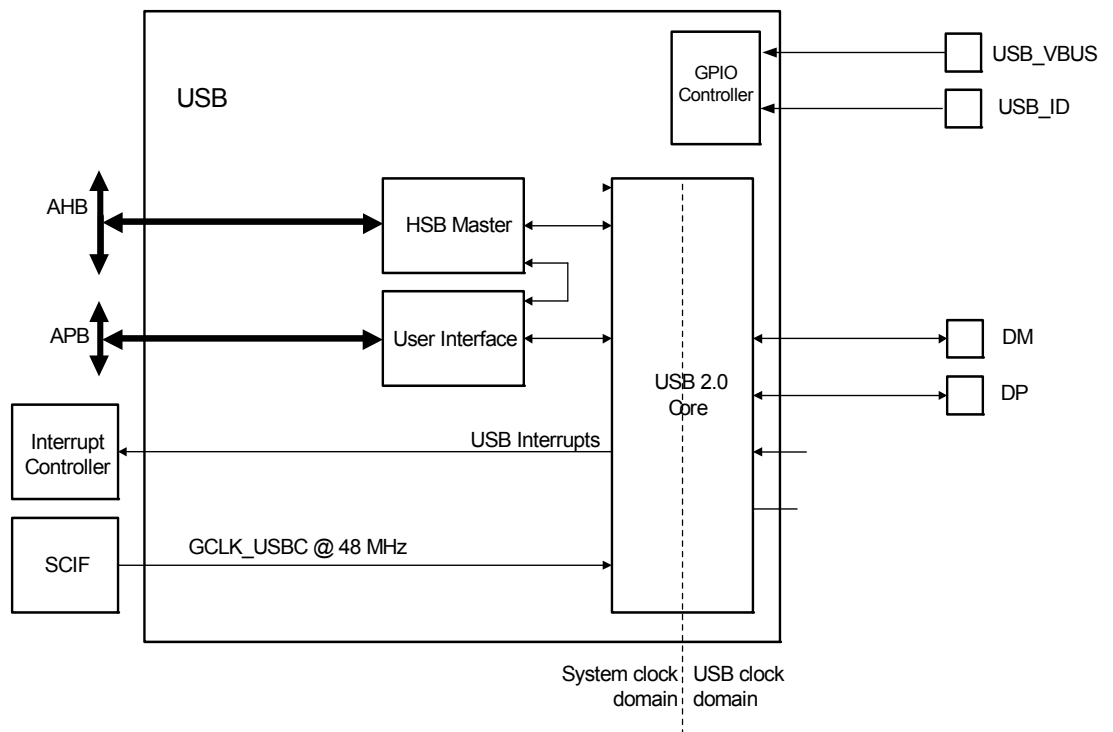 USB
GPIO
Controller
USB_VBUS
USB_ID
AHB
HSB Master
APB
User Interface
USB 2.0
Core
DM
DP
Interrupt
Controller
USB Interrupts
SCIF
GCLK_USBC @ 48 MHz
System clock
domain
USB clock
domain